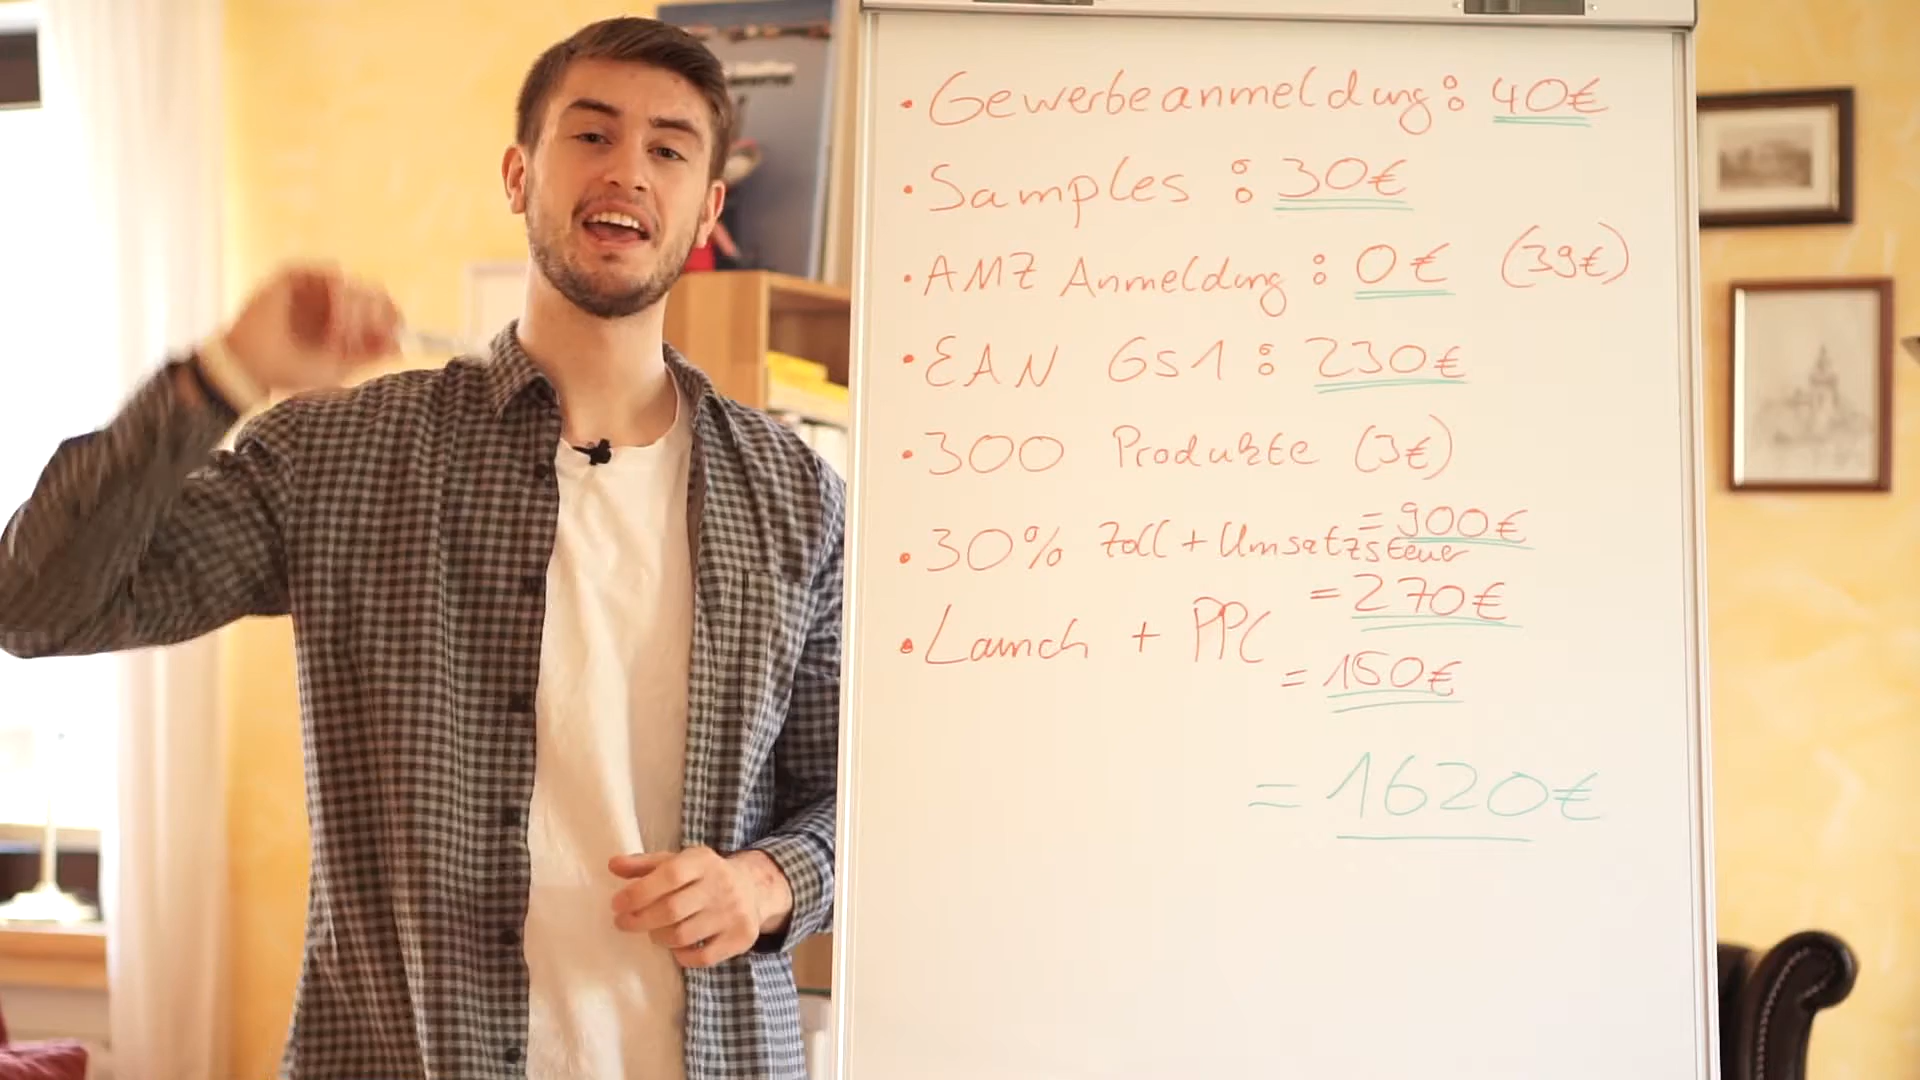 • Gewerbeanmeldung: 40€
• Samples: 30€
• AMZ Anmeldung: 0€ (39€)
• EAN GS1: 230€
• 300 Produkte (3€)
= 900€
• 30% Zoll + Umsatzsteuer
= 270€
• Launch + PPC
= 150€
= 1620€